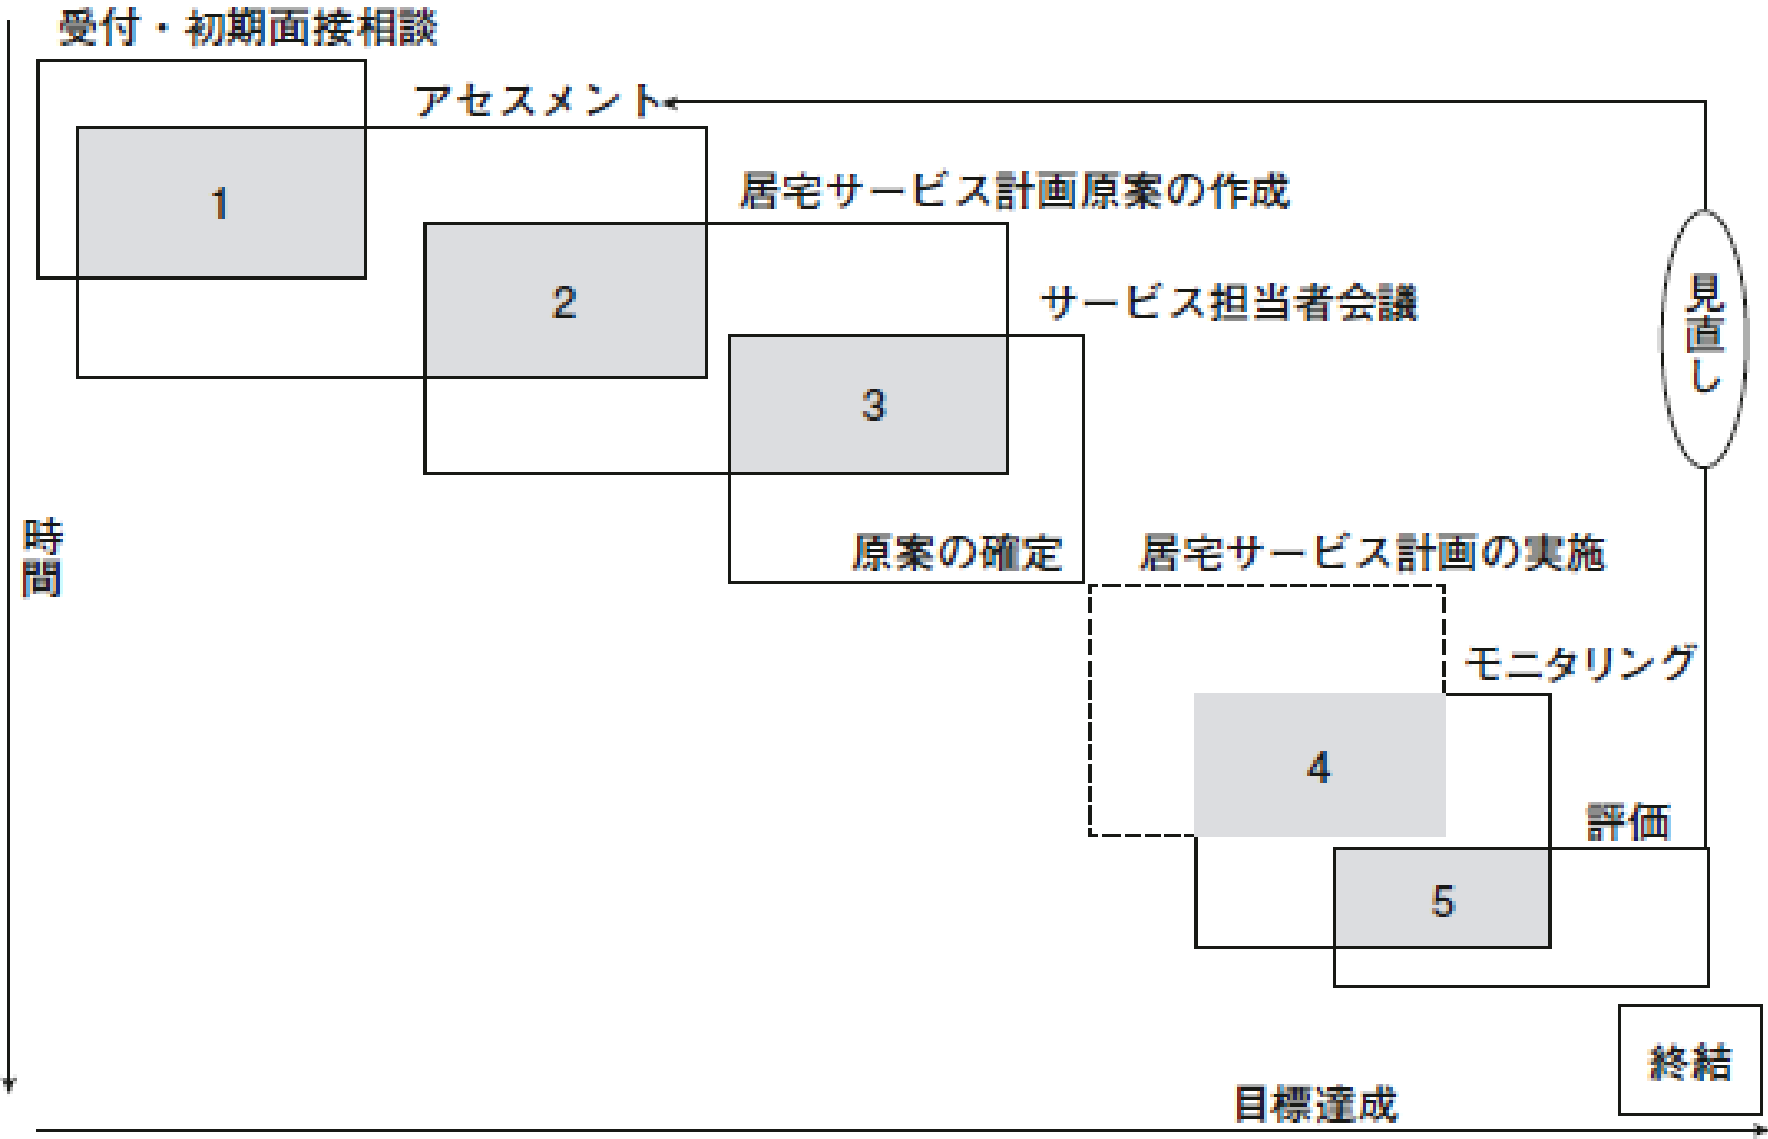 受付・初期面接相談
アセスメント
1
居宅サービス計画原案の作成
2
サービス担当者会議
見直し
3
時間
原案の確定
居宅サービス計画の実施
モニタリング
4
評価
5
終結
目標達成